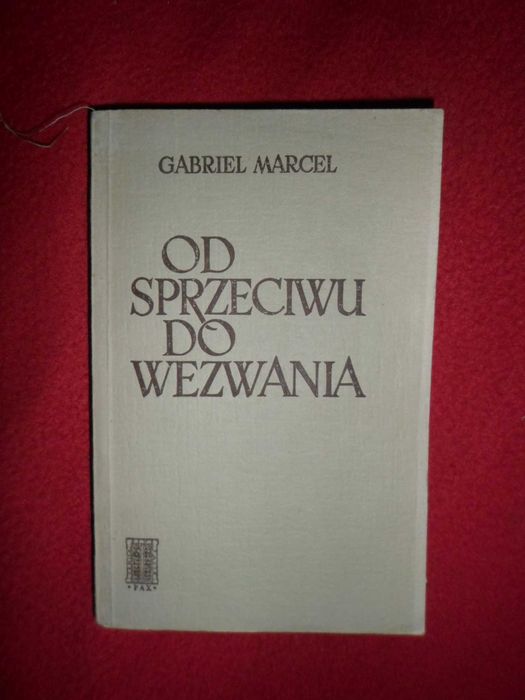 GABRIEL MARCEL
OD
SPRZECIWU
DO
WEZWANIA
• PAX •